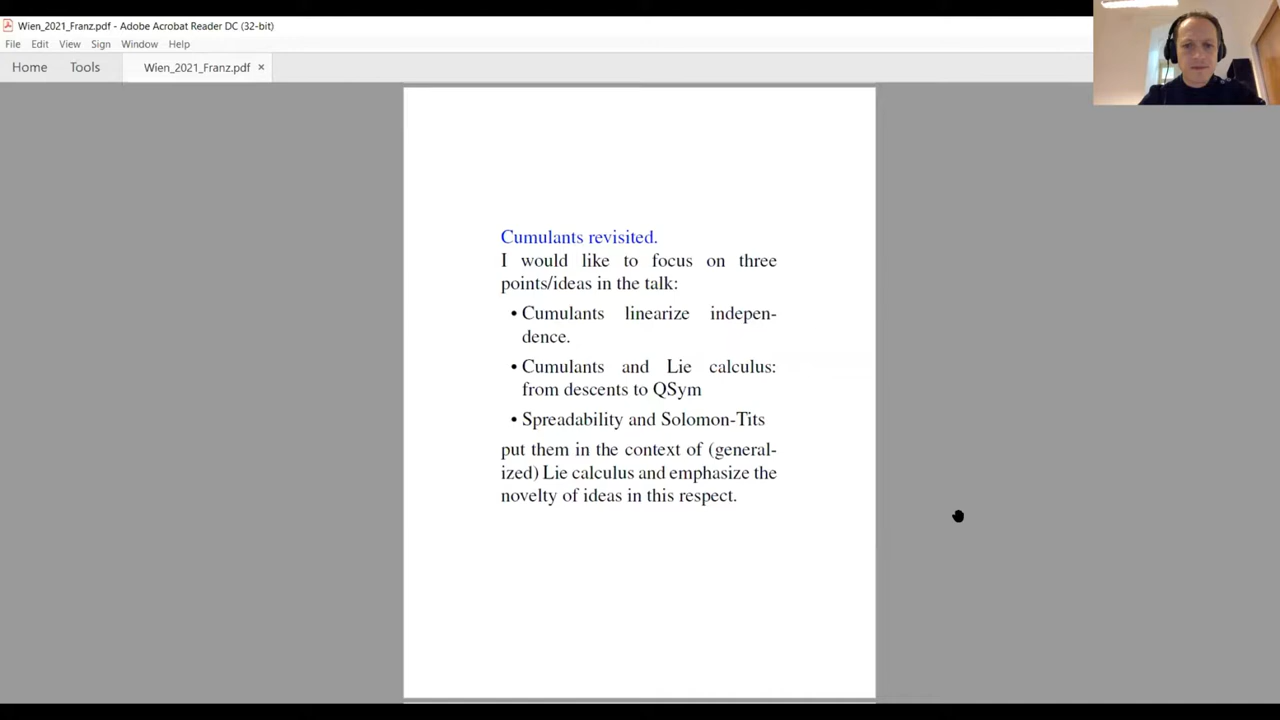 Wien_2021_Franz.pdf - Adobe Acrobat Reader DC (32-bit)
File Edit View Sign Window Help
Home Tools Wien_2021_Franz.pdf ×
Cumulants revisited.
I would like to focus on three
points/ideas in the talk:
• Cumulants linearize indepen-
dence.
• Cumulants and Lie calculus:
from descents to QSym
• Spreadability and Solomon-Tits
put them in the context of (general-
ized) Lie calculus and emphasize the
novelty of ideas in this respect.